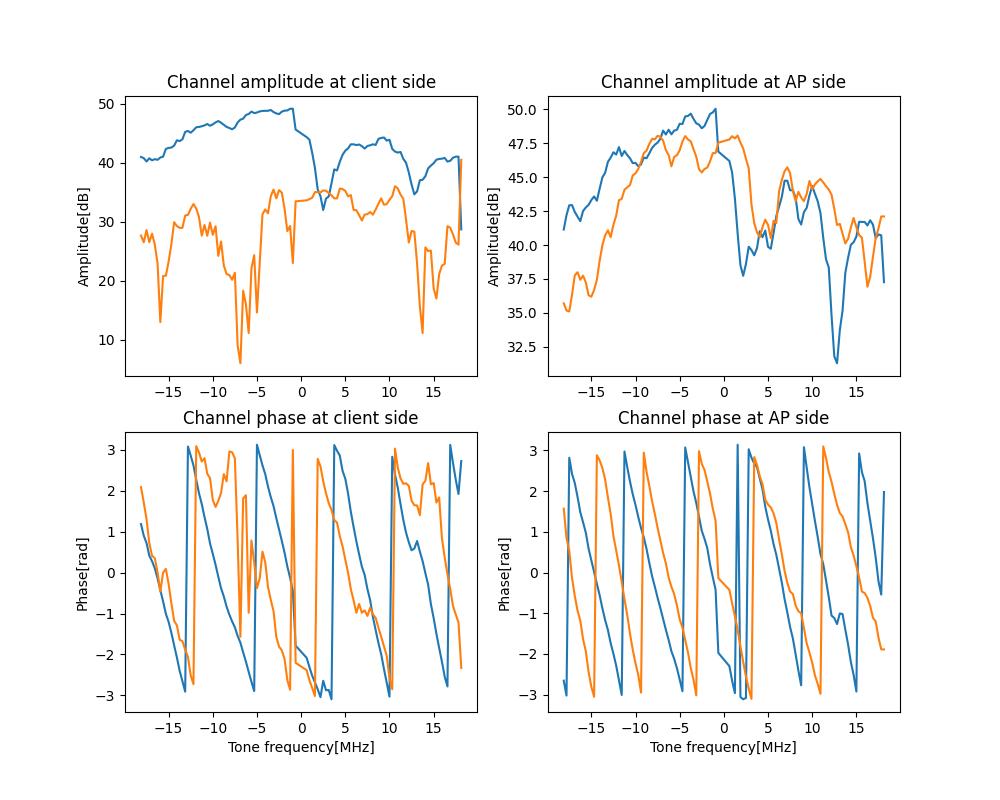 Channel amplitude at client side
Channel amplitude at AP side
Amplitude[dB]
50
40
30
20
10
−15 −10 −5 0 5 10 15
Amplitude[dB]
50.0
47.5
45.0
42.5
40.0
37.5
35.0
32.5
−15 −10 −5 0 5 10 15
Channel phase at client side
Channel phase at AP side
Phase[rad]
3
2
1
0
−1
−2
−3
−15 −10 −5 0 5 10 15
Tone frequency[MHz]
Phase[rad]
3
2
1
0
−1
−2
−3
−15 −10 −5 0 5 10 15
Tone frequency[MHz]